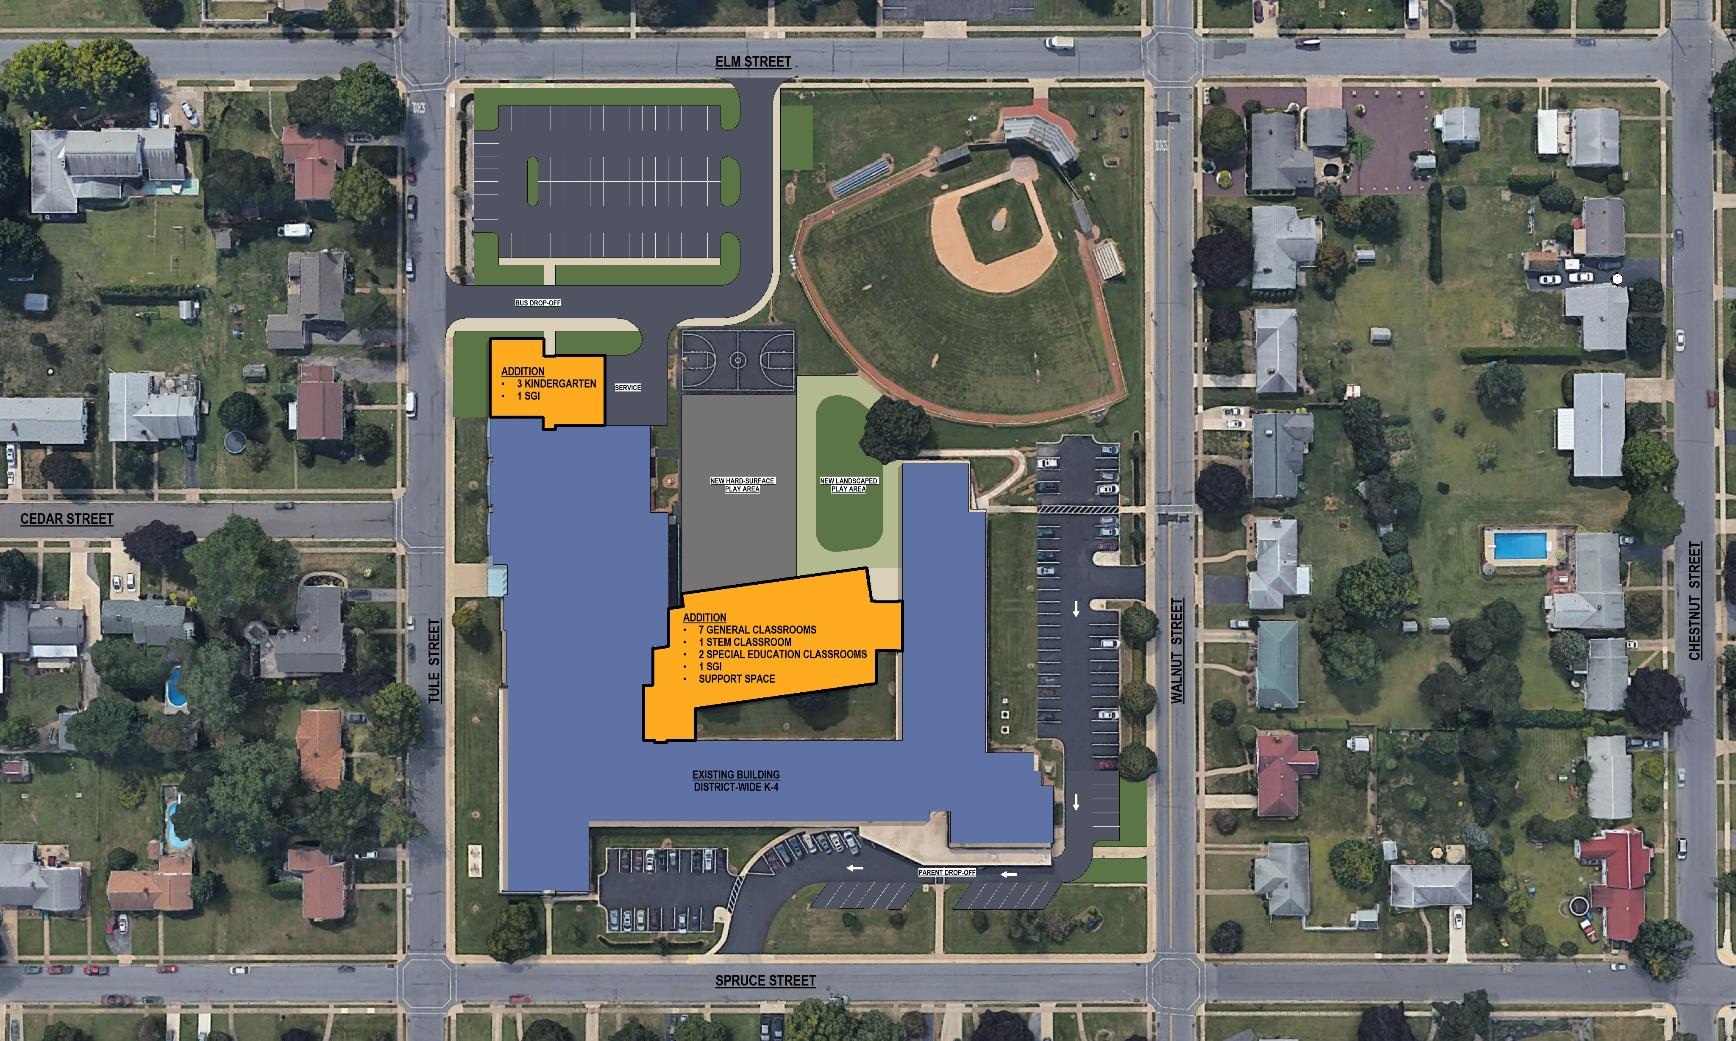 ELM STREET
BUS DROP-OFF
ADDITION
• 3 KINDERGARTEN
• 1 SGI
SERVICE
NEW HARD-SURFACE
PLAY AREA
NEW LANDSCAPED
PLAY AREA
CEDAR STREET
TULE STREET
WALNUT STREET
CHESTNUT STREET
ADDITION
• 7 GENERAL CLASSROOMS
• 1 STEM CLASSROOM
• 2 SPECIAL EDUCATION CLASSROOMS
• 1 SGI
• SUPPORT SPACE
EXISTING BUILDING
DISTRICT-WIDE K-4
PARENT DROP-OFF
SPRUCE STREET